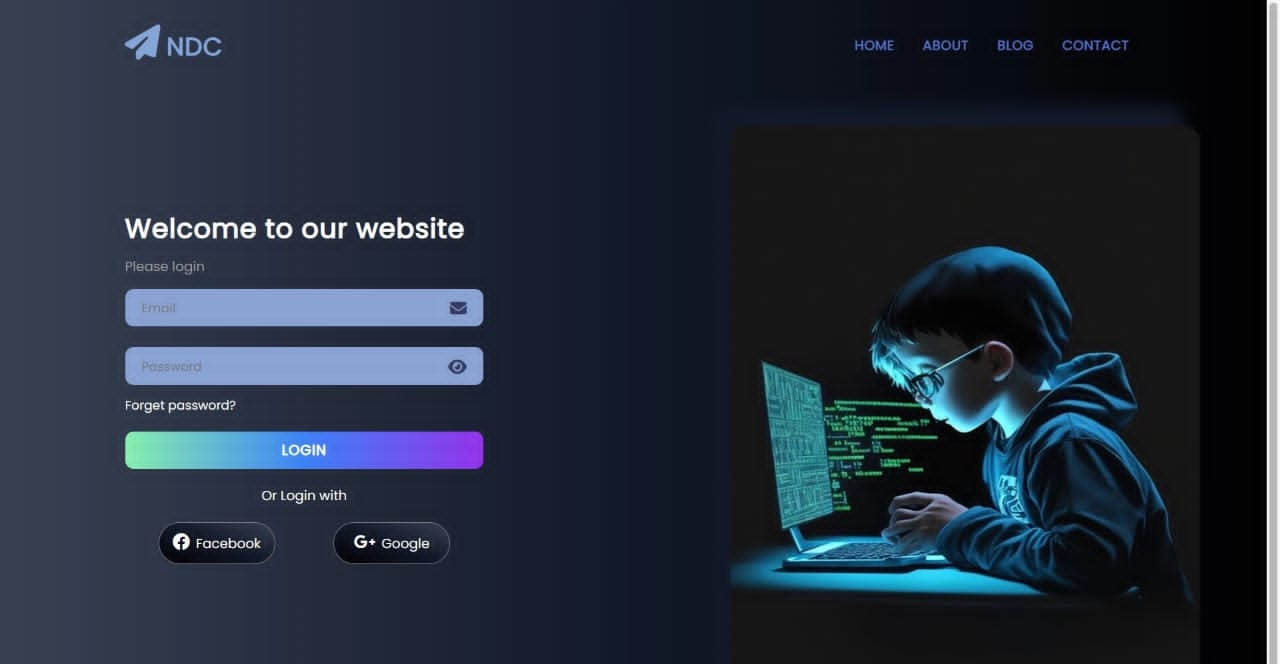 NDC
HOME ABOUT BLOG CONTACT
Welcome to our website
Please login
Email
Password
Forget password?
LOGIN
Or Login with
Facebook Google